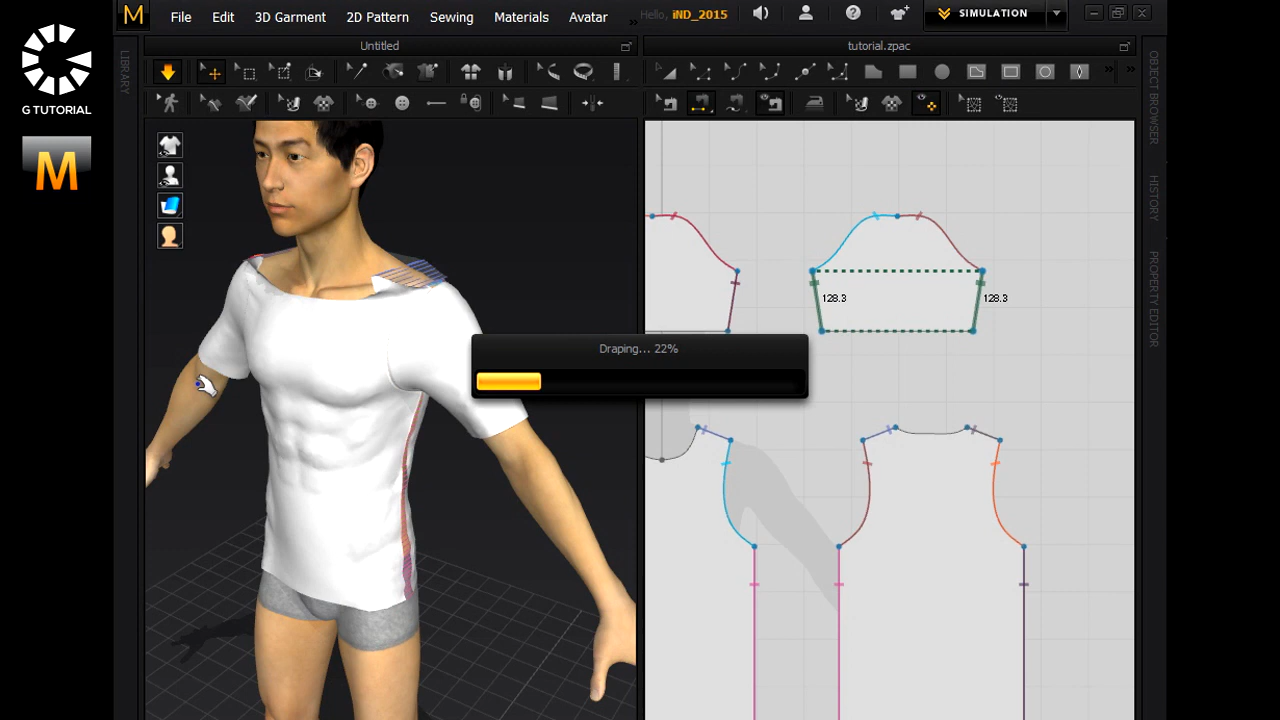 G TUTORIAL
M
M
File Edit 3D Garment 2D Pattern Sewing Materials Avatar
Hello, iND_2015
SIMULATION
Untitled
tutorial.zpac
LIBRARY
OBJECT BROWSER
HISTORY
PROPERTY EDITOR
128.3
128.3
Draping... 22%